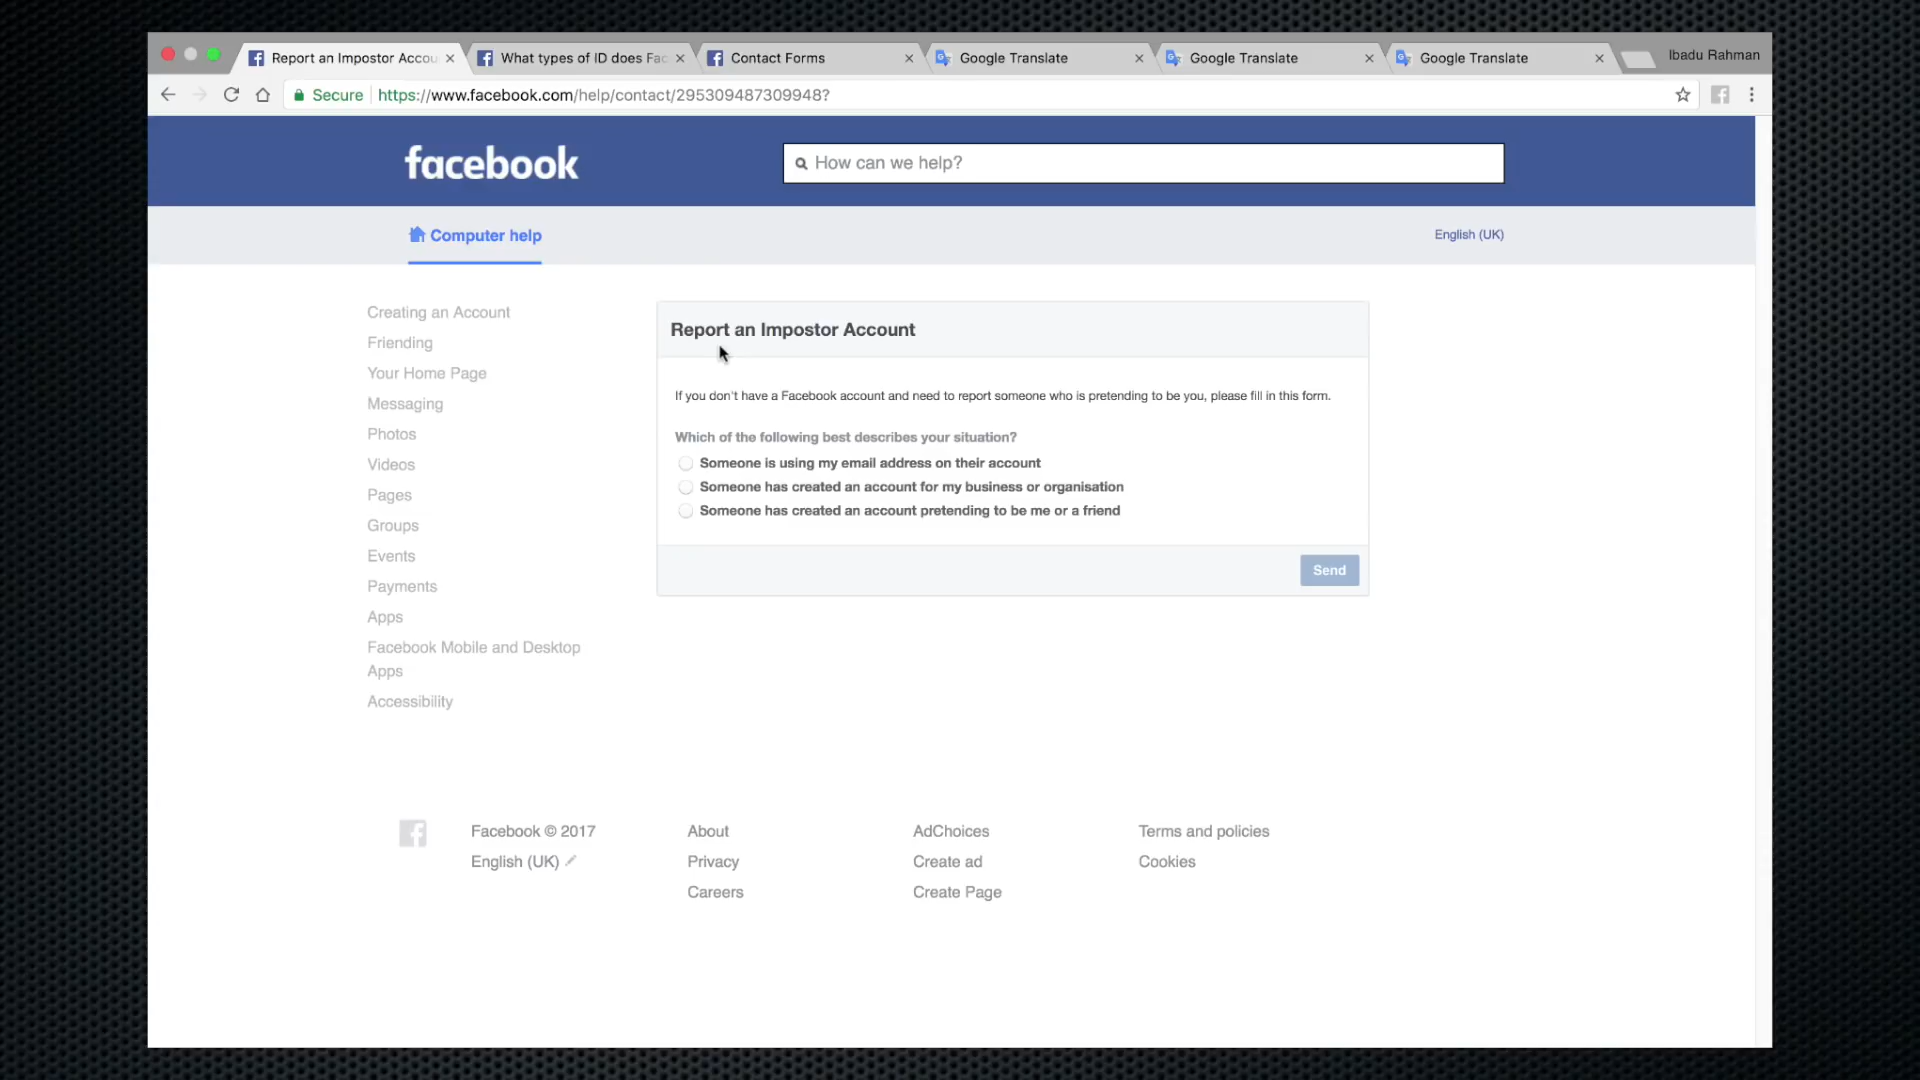 Report an Impostor Accou
What types of ID does Fac
Contact Forms
Google Translate
Google Translate
Google Translate
Ibadu Rahman
Secure
https://www.facebook.com/help/contact/295309487309948?
facebook
How can we help?
Computer help
English (UK)
Creating an Account
Friending
Your Home Page
Messaging
Photos
Videos
Pages
Groups
Events
Payments
Apps
Facebook Mobile and Desktop
Apps
Accessibility
Report an Impostor Account
If you don't have a Facebook account and need to report someone who is pretending to be you, please fill in this form.
Which of the following best describes your situation?
Someone is using my email address on their account
Someone has created an account for my business or organisation
Someone has created an account pretending to be me or a friend
Send
Facebook © 2017
English (UK)
About
Privacy
Careers
AdChoices
Create ad
Create Page
Terms and policies
Cookies